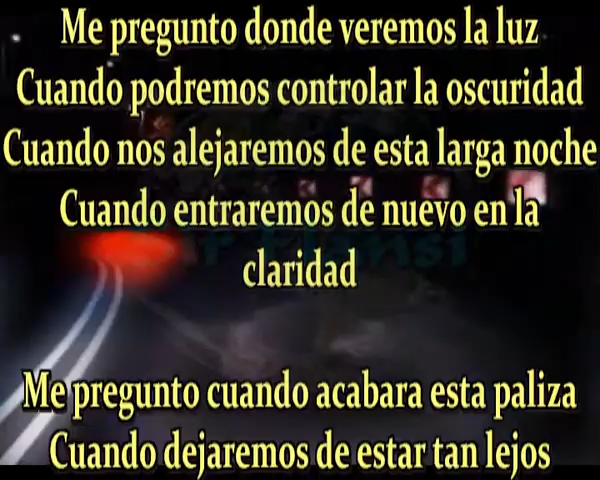 Me pregunto donde veremos la luz
Cuando podremos controlar la oscuridad
Cuando nos alejaremos de esta larga noche
Cuando entraremos de nuevo en la
claridad
Me pregunto cuando acabara esta paliza
Cuando dejaremos de estar tan lejos